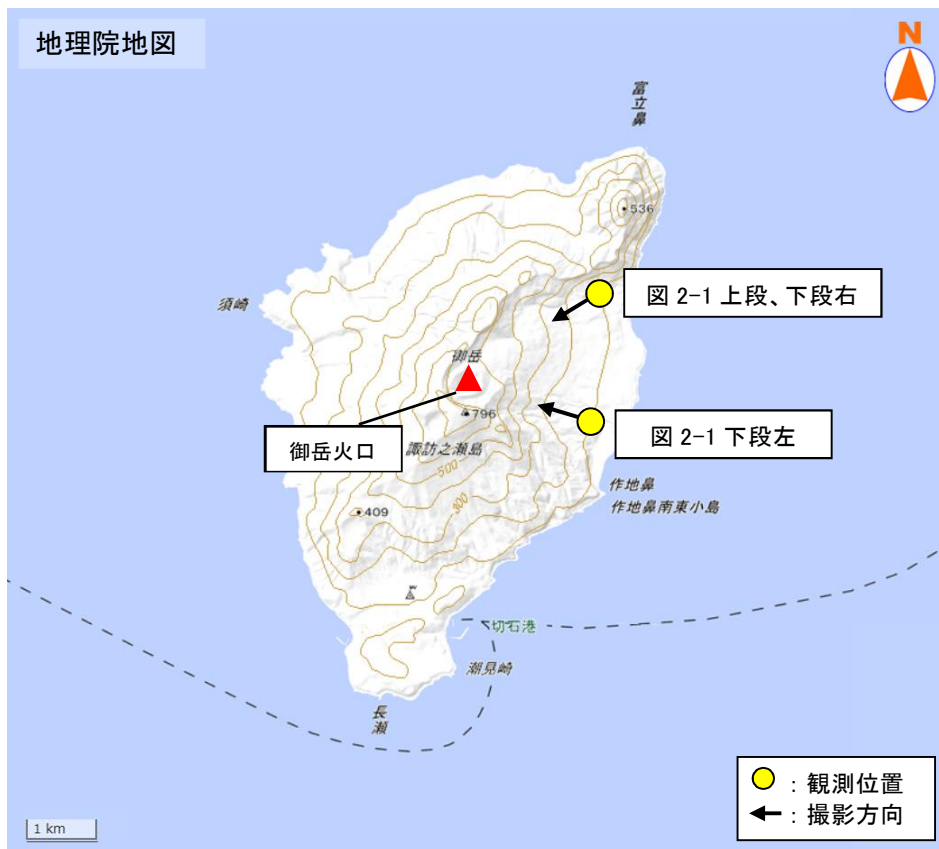 地理院地図
N
富立鼻
536
図 2-1 上段、下段右
須崎
御岳
796
図 2-1 下段左
御岳火口
諏訪之瀬島
500
300
作地鼻
作地鼻南東小島
409
切石港
潮見崎
長瀬
：観測位置
：撮影方向
1 km